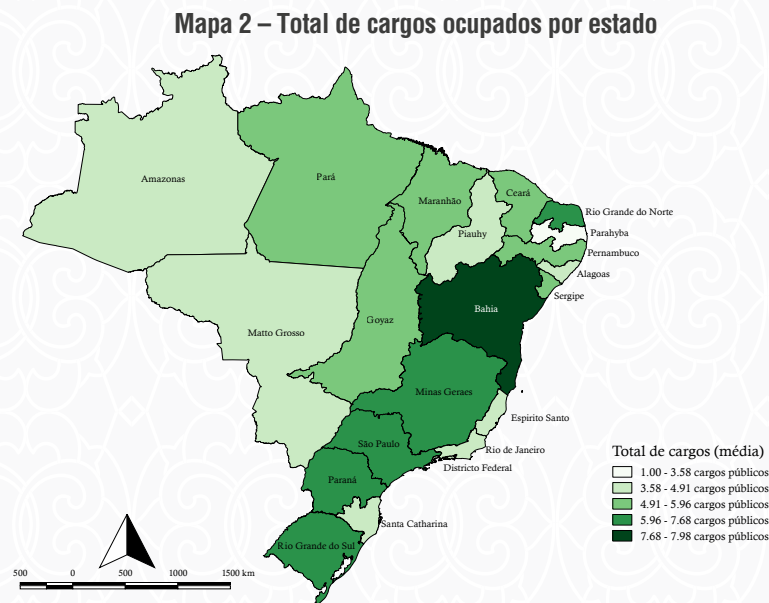 Mapa 2 – Total de cargos ocupados por estado
Amazonas
Pará
Maranhão
Ceará
Rio Grande do Norte
Piauhy
Parahyba
Pernambuco
Alagoas
Sergipe
Bahia
Matto Grosso
Goyaz
Minas Geraes
Espirito Santo
São Paulo
Rio de Janeiro
Districto Federal
Paraná
Santa Catharina
Rio Grande do Sul
Total de cargos (média)
1.00 - 3.58 cargos públicos
3.58 - 4.91 cargos públicos
4.91 - 5.96 cargos públicos
5.96 - 7.68 cargos públicos
7.68 - 7.98 cargos públicos
500 0 500 1000 1500 km